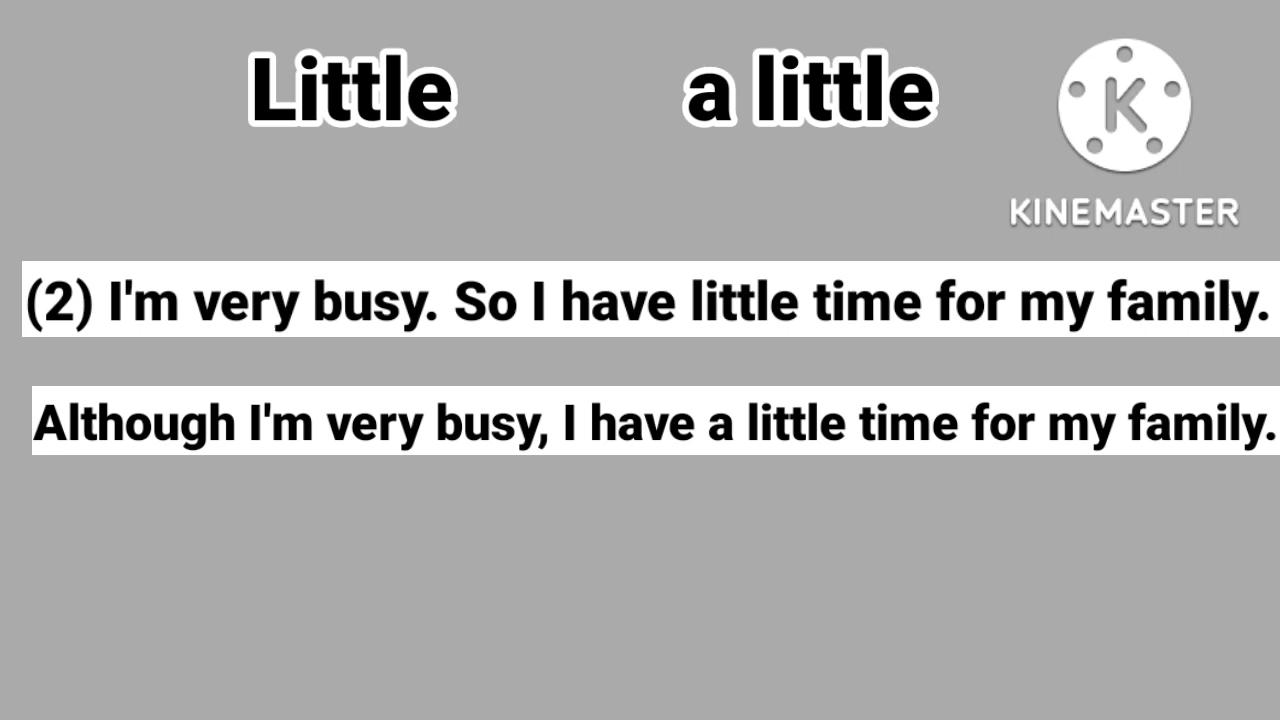 Little a little
K
KINEMASTER
(2) I'm very busy. So I have little time for my family.
Although I'm very busy, I have a little time for my family.